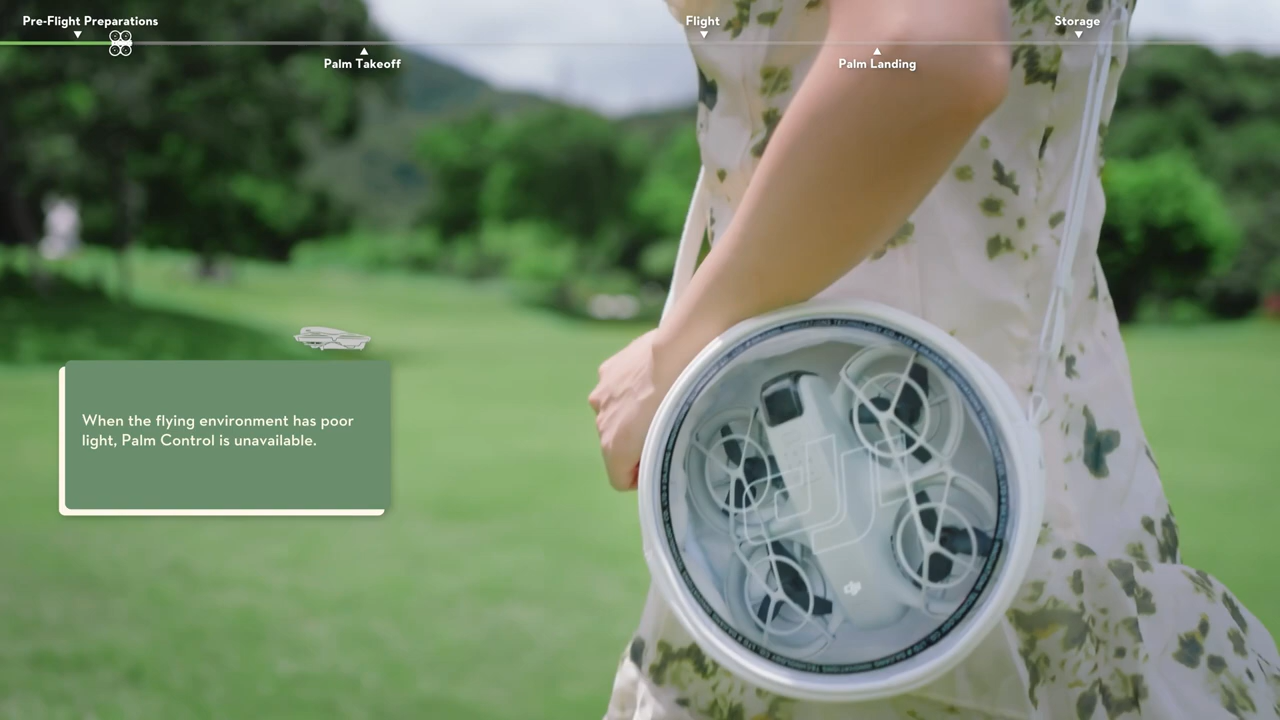 Pre-Flight Preparations
Flight
Storage
Palm Takeoff
Palm Landing
When the flying environment has poor
light, Palm Control is unavailable.
dji